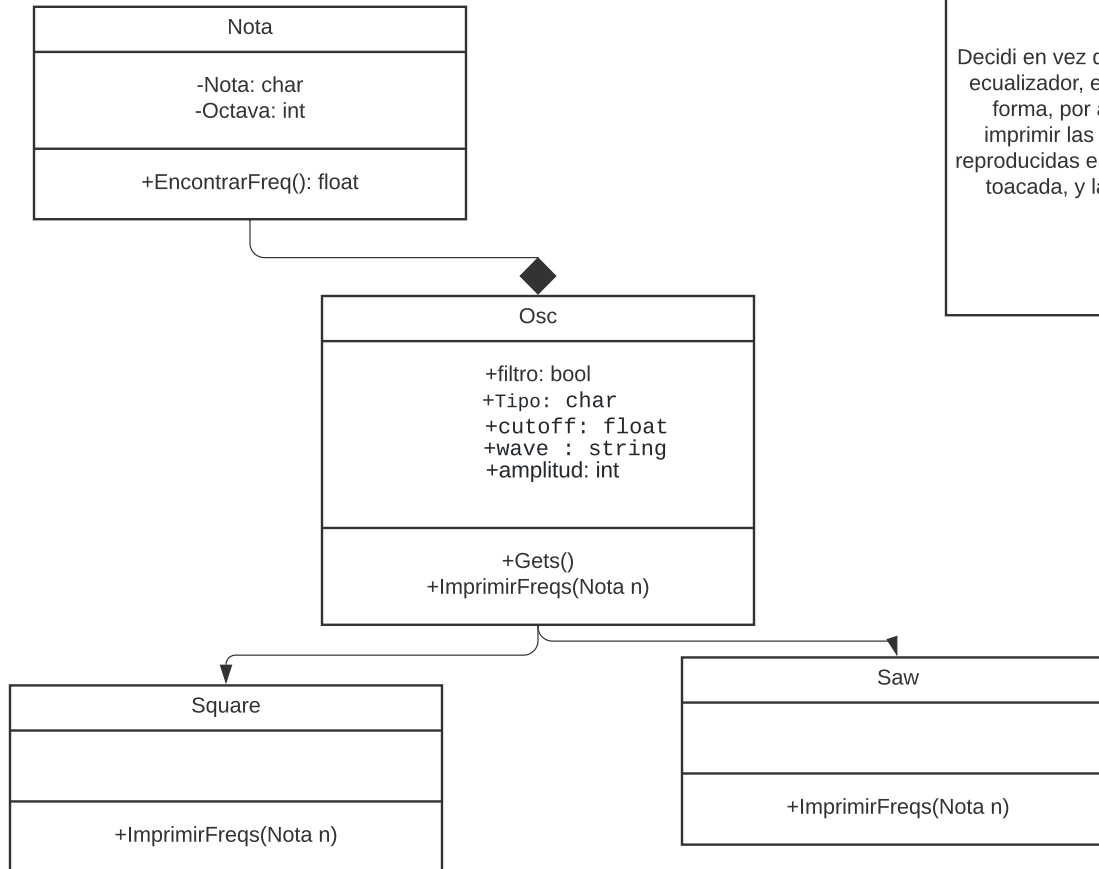 Nota
-Nota: char
-Octava: int
+EncontrarFreq(): float
Decidi en vez
ecualizador,
forma, por
imprimir las
reproducidas
toacada, y
Osc
+filtro: bool
+Tipo: char
+cutoff: float
+wave : string
+amplitud: int
+Gets()
+ImprimirFreqs(Nota n)
Square
+ImprimirFreqs(Nota n)
Saw
+ImprimirFreqs(Nota n)